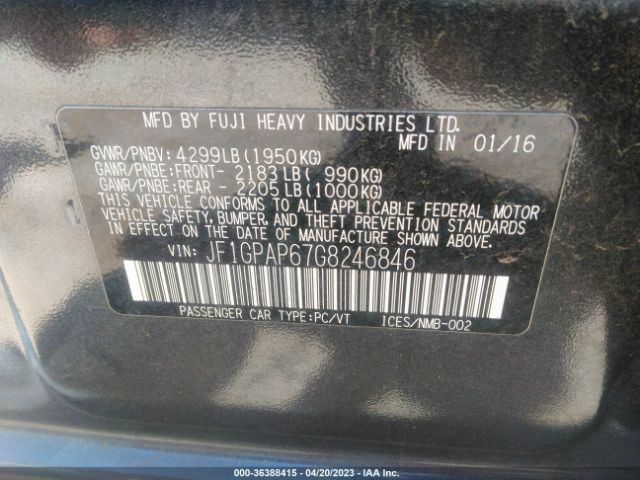 MFD BY FUJI HEAVY INDUSTRIES LTD.
MFD IN 01/16
GVWR/PNBV: 4299LB(1950KG)
GAWR/PNBE:FRONT- 2183LB( 990KG)
GAWR/PNBE:REAR - 2205LB(1000KG)
THIS VEHICLE CONFORMS TO ALL APPLICABLE FEDERAL MOTOR
VEHICLE SAFETY, BUMPER, AND THEFT PREVENTION STANDARDS
IN EFFECT ON THE DATE OF MANUFACTURE SHOWN ABOVE.
VIN: JF1GPAP67G8246846
PASSENGER CAR TYPE:PC/VT ICES/NMB-002
000-36388415 - 04/20/2023 - IAA Inc.